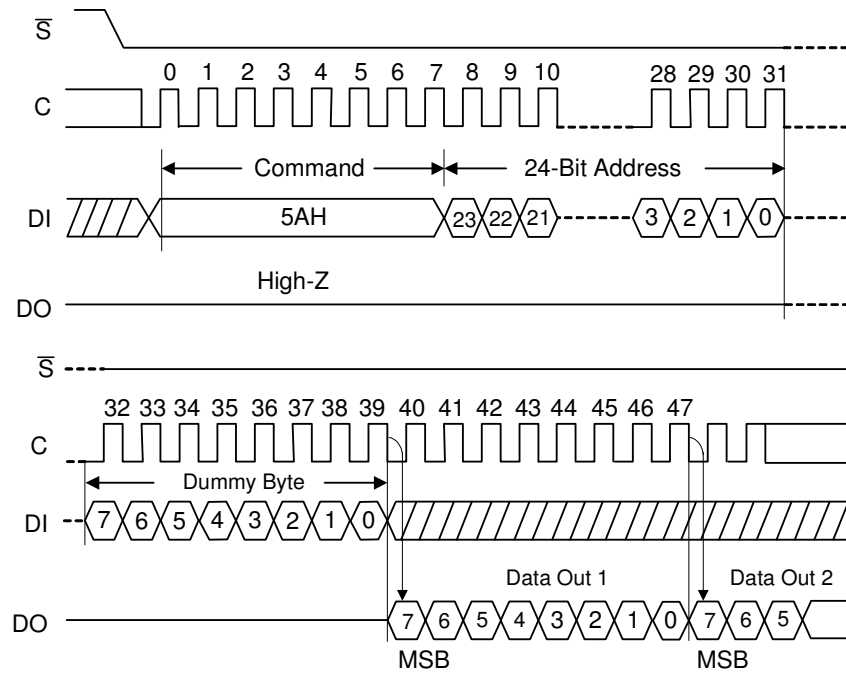 S̅
0 1 2 3 4 5 6 7 8 9 10 28 29 30 31
C
Command 24-Bit Address
DI 5AH 23 22 21 3 2 1 0
High-Z
DO
S̅
32 33 34 35 36 37 38 39 40 41 42 43 44 45 46 47
C
Dummy Byte
DI 7 6 5 4 3 2 1 0
Data Out 1 Data Out 2
DO 7 6 5 4 3 2 1 0 7 6 5
MSB MSB